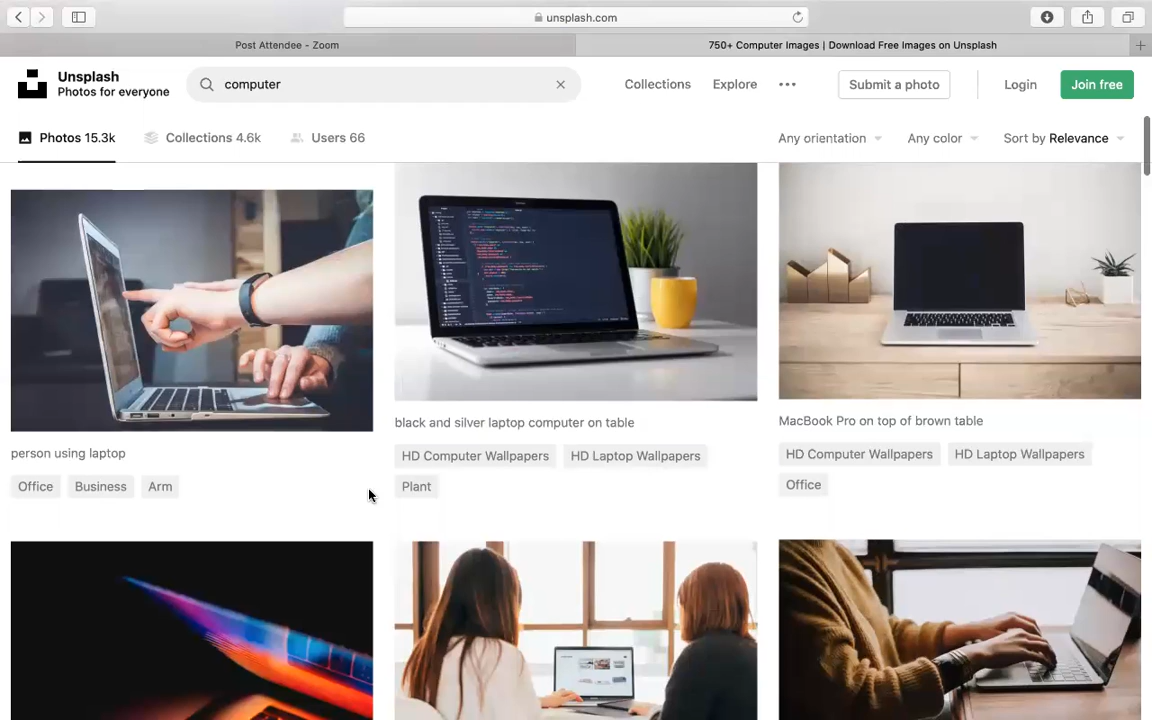 unsplash.com
Post Attendee - Zoom
750+ Computer Images | Download Free Images on Unsplash
Unsplash
Photos for everyone
computer
Collections
Explore
Submit a photo
Login
Join free
Photos 15.3k
Collections 4.6k
Users 66
Any orientation
Any color
Sort by Relevance
person using laptop
Office
Business
Arm
black and silver laptop computer on table
HD Computer Wallpapers
HD Laptop Wallpapers
Plant
MacBook Pro on top of brown table
HD Computer Wallpapers
HD Laptop Wallpapers
Office